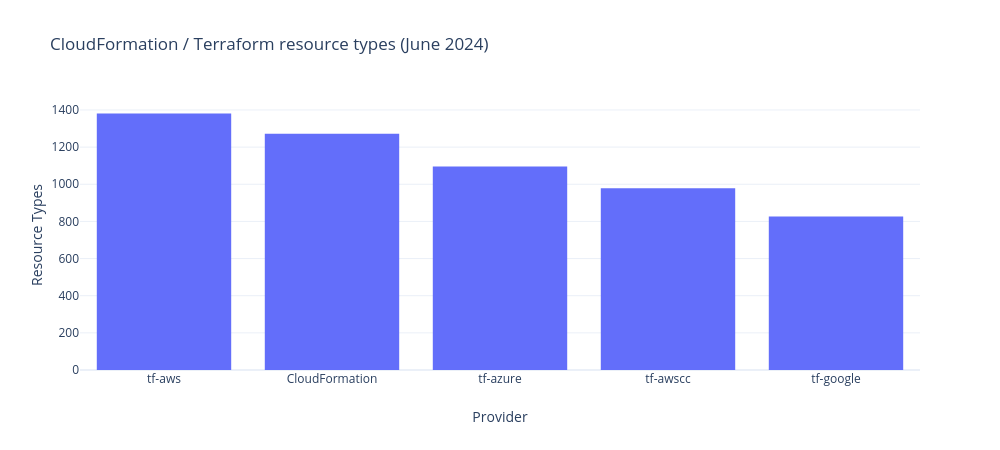 CloudFormation / Terraform resource types (June 2024)
1400
1200
1000
800
600
400
200
0
Resource Types
tf-aws
CloudFormation
tf-azure
tf-awscc
tf-google
Provider